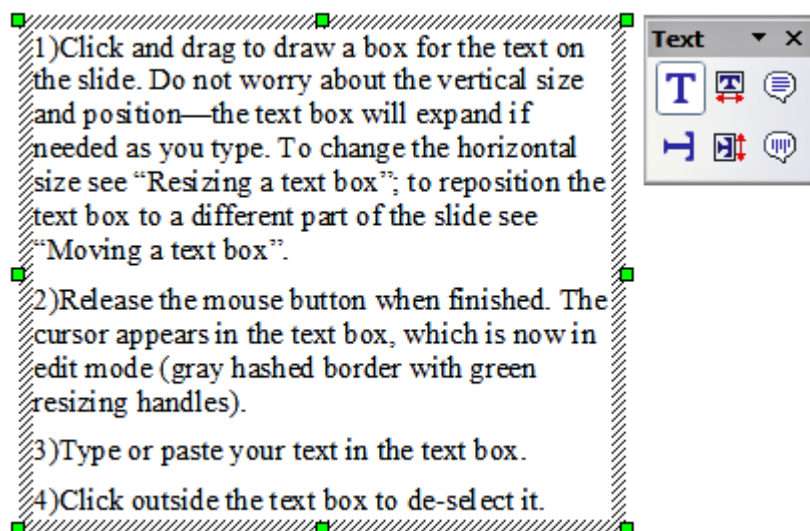 1)Click and drag to draw a box for the text on
the slide. Do not worry about the vertical size
and position—the text box will expand if
needed as you type. To change the horizontal
size see “Resizing a text box”; to reposition the
text box to a different part of the slide see
“Moving a text box”.
2)Release the mouse button when finished. The
cursor appears in the text box, which is now in
edit mode (gray hashed border with green
resizing handles).
3)Type or paste your text in the text box.
4)Click outside the text box to de-select it.
Text